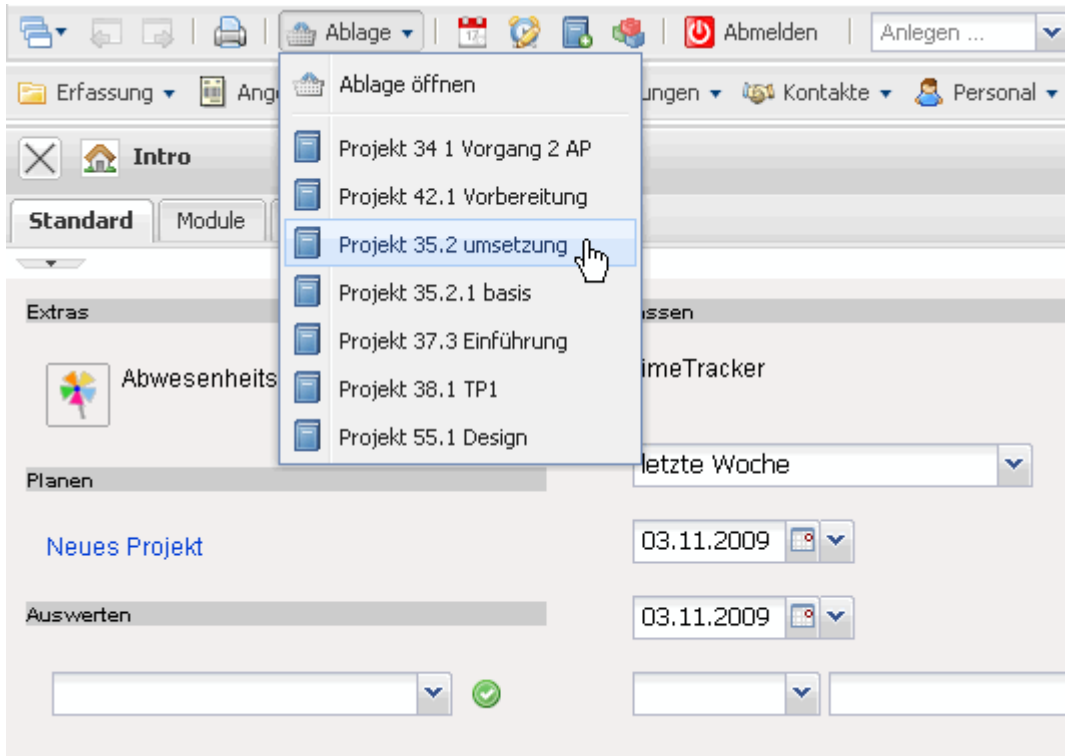 Ablage
17
Abmelden
Anlegen ...
Erfassung
Ang
ungen
Kontakte
Personal
Ablage öffnen
Projekt 34 1 Vorgang 2 AP
Projekt 42.1 Vorbereitung
Projekt 35.2 umsetzung
Projekt 35.2.1 basis
Projekt 37.3 Einführung
Projekt 38.1 TP1
Projekt 55.1 Design
Intro
Standard
Module
Extras
ssen
Abwesenheits
imeTracker
letzte Woche
Planen
Neues Projekt
03.11.2009
Auswerten
03.11.2009